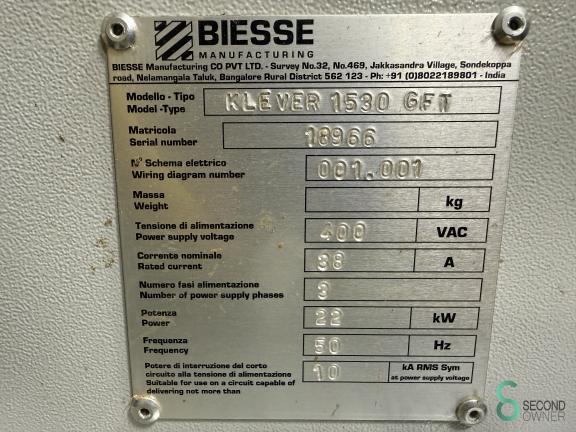 BIESSE
MANUFACTURING
BIESSE Manufacturing CO PVT LTD. - Survey No.32, No.469, Jakkasandra Village, Sondekoppa
road, Nelamangala Taluk, Bangalore Rural District 562 123 - Ph: +91 (0)8022189801 - India
Modello - Tipo
Model -Type
KLEVER 1530 GFT
Matricola
Serial number
18966
N° Schema elettrico
Wiring diagram number
001.001
Massa
Weight
kg
Tensione di alimentazione
Power supply voltage
400
VAC
Corrente nominale
Rated current
38
A
Numero fasi alimentazione
Number of power supply phases
3
Potenza
Power
22
kW
Frequenza
Frequency
50
Hz
Potere di interruzione del corto
circuito alla tensione di alimentazione
Suitable for use on a circuit capable of
delivering not more than
10
kA RMS Sym
at power supply voltage
SECOND
OWNER